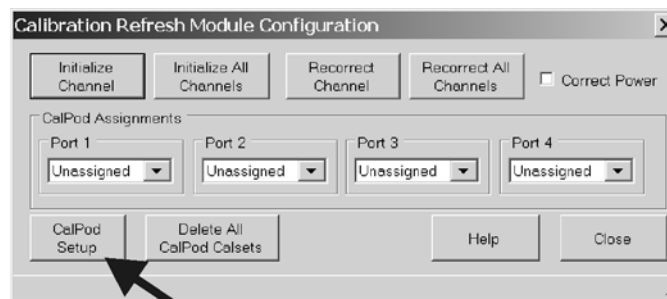 Calibration Refresh Module Configuration
Initialize Channel
Initialize All Channels
Recorrect Channel
Recorrect All Channels
Correct Power
CalPod Assignments
Port 1
Port 2
Port 3
Port 4
Unassigned
Unassigned
Unassigned
Unassigned
CalPod Setup
Delete All CalPod Calsets
Help
Close